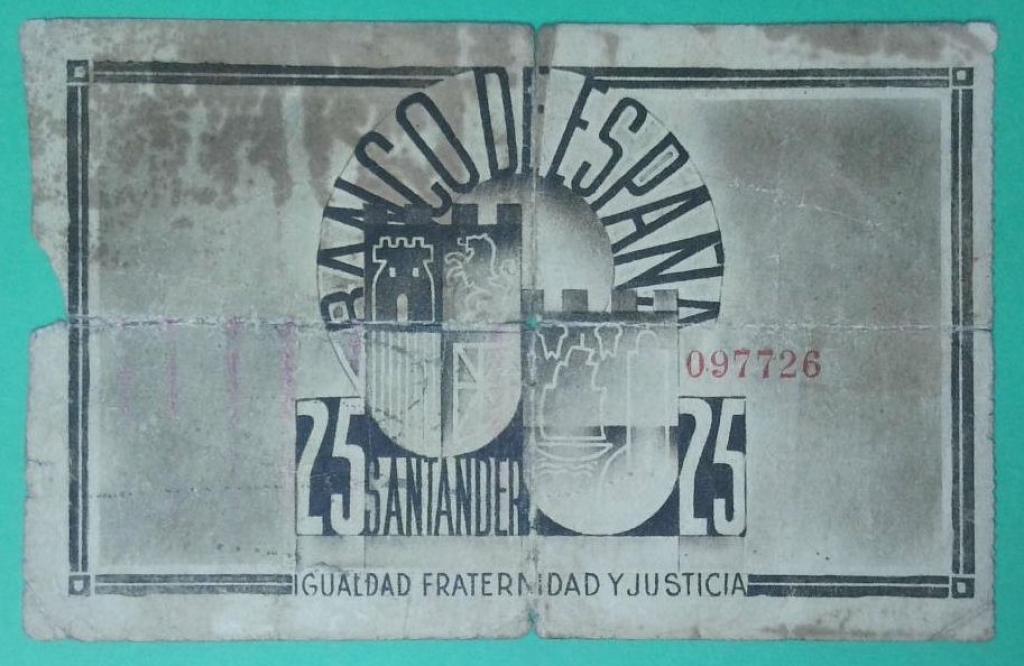 BANCO DE ESPAÑA
097726
25 SANTANDER 25
IGUALDAD FRATERNIDAD Y JUSTICIA